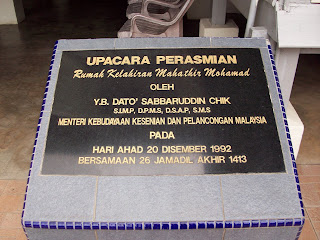 UPACARA PERASMIAN
Rumah Kelahiran Mahathir Mohamad
OLEH
Y.B. DATO' SABBARUDDIN CHIK
S.I.M.P., D.P.M.S., D.S.A.P., S.M.S
MENTERI KEBUDAYAAN KESENIAN DAN PELANCONGAN MALAYSIA
PADA
HARI AHAD 20 DISEMBER 1992
BERSAMAAN 26 JAMADIL AKHIR 1413